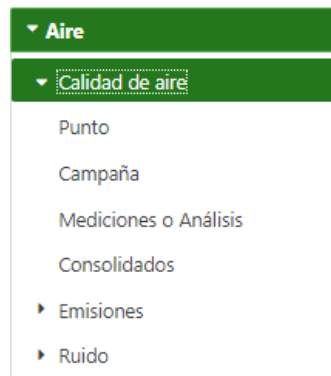 Aire
Calidad de aire
Punto
Campaña
Mediciones o Análisis
Consolidados
Emisiones
Ruido